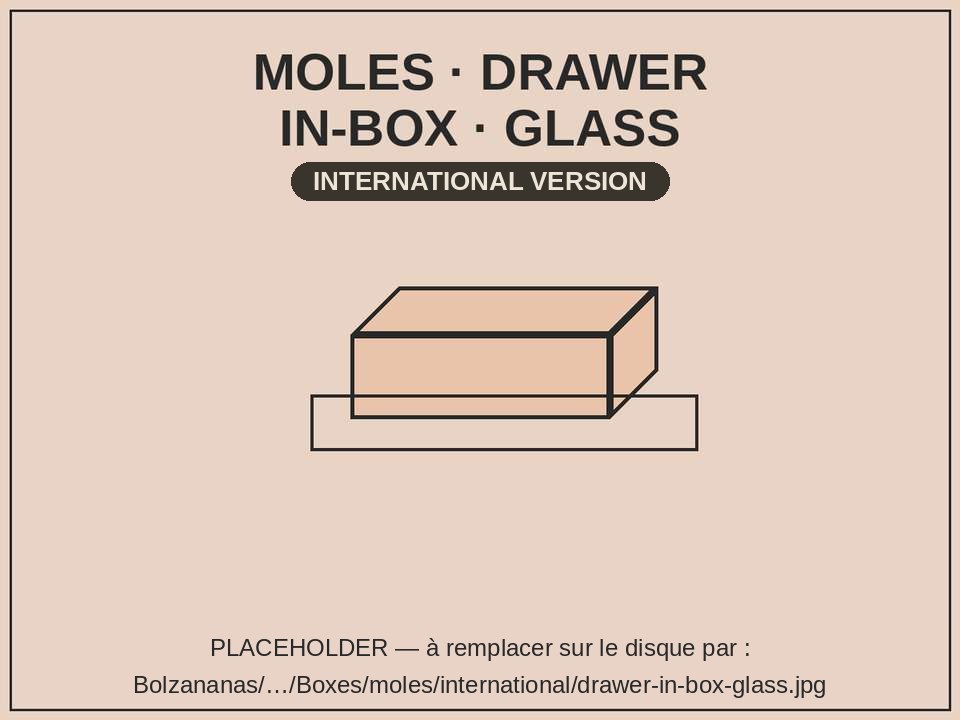 MOLES · DRAWER
IN-BOX · GLASS
INTERNATIONAL VERSION
PLACEHOLDER — à remplacer sur le disque par :
Bolzananas/…/Boxes/moles/international/drawer-in-box-glass.jpg